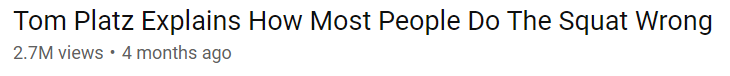 Tom Platz Explains How Most People Do The Squat Wrong
2.7M views • 4 months ago